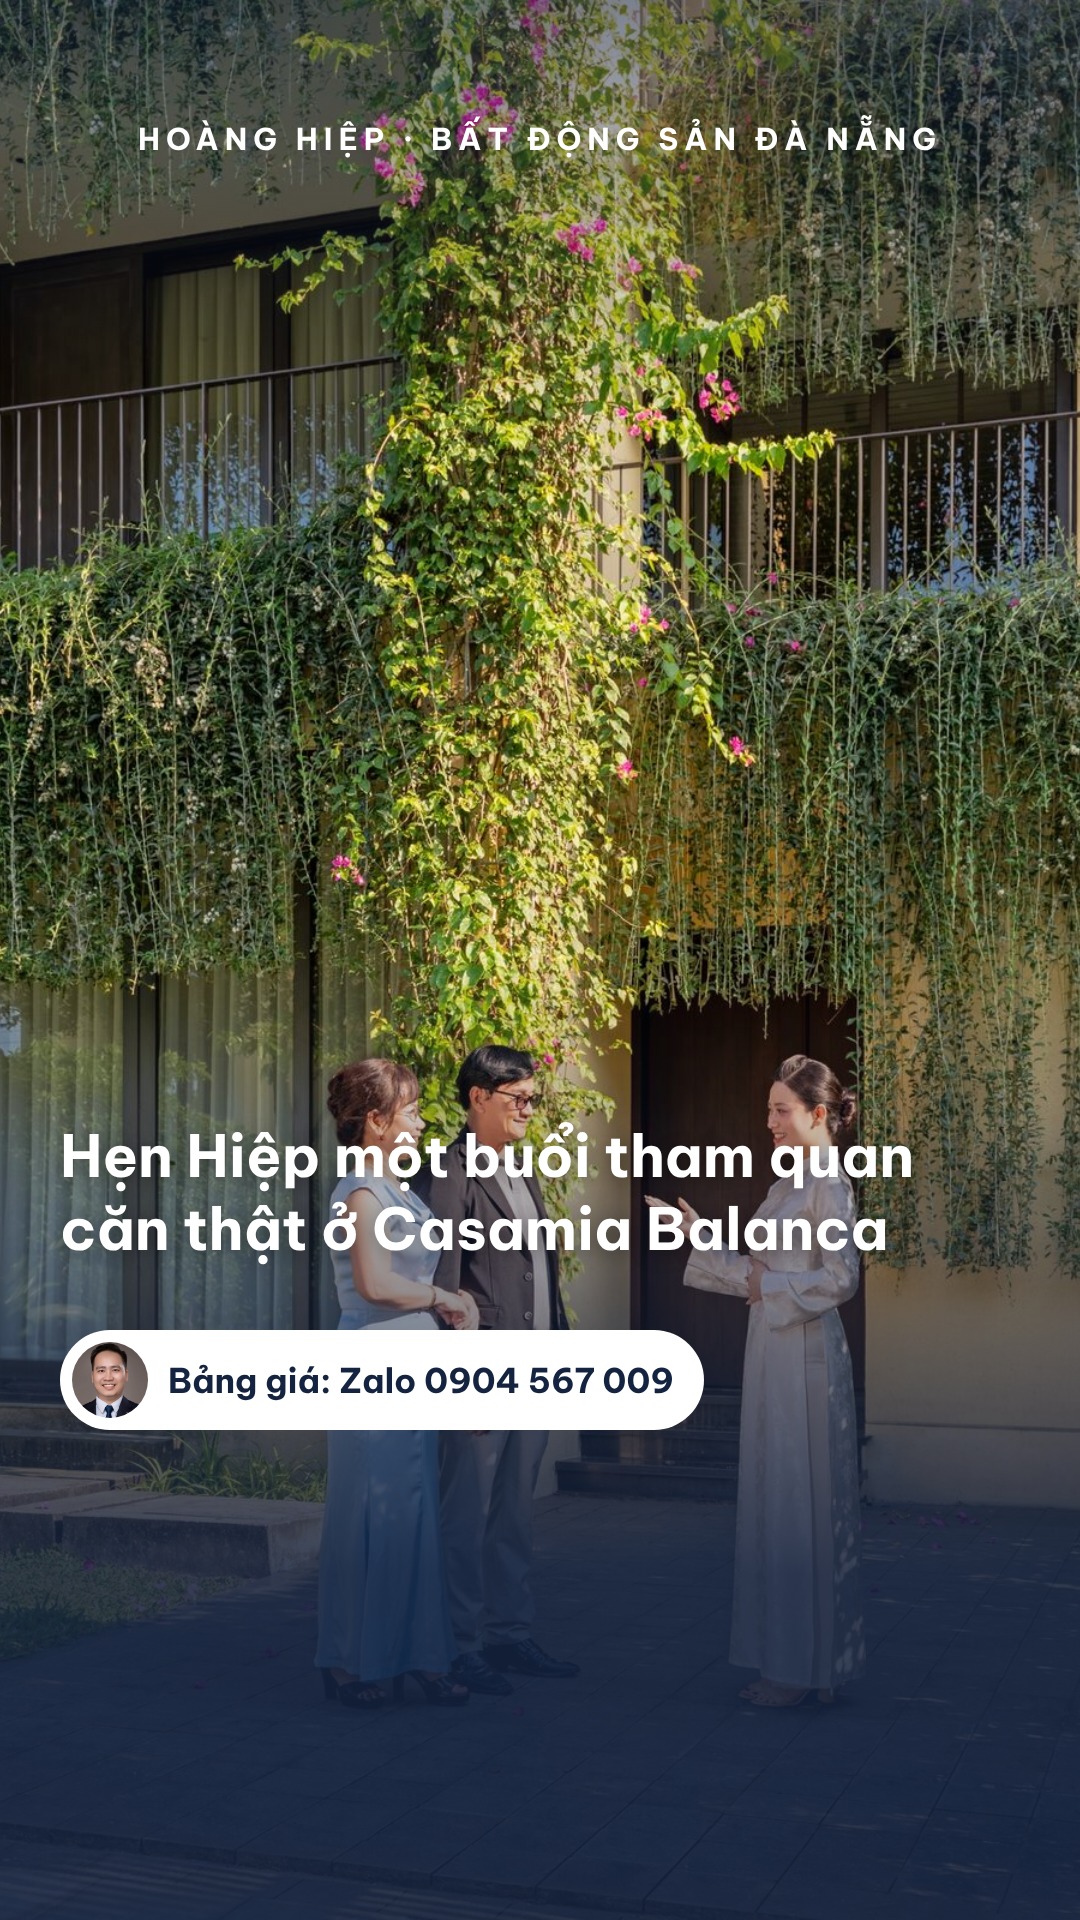 HOÀNG HIỆP · BẤT ĐỘNG SẢN ĐÀ NẴNG
Hẹn Hiệp một buổi tham quan
căn thật ở Casamia Balanca
Bảng giá: Zalo 0904 567 009